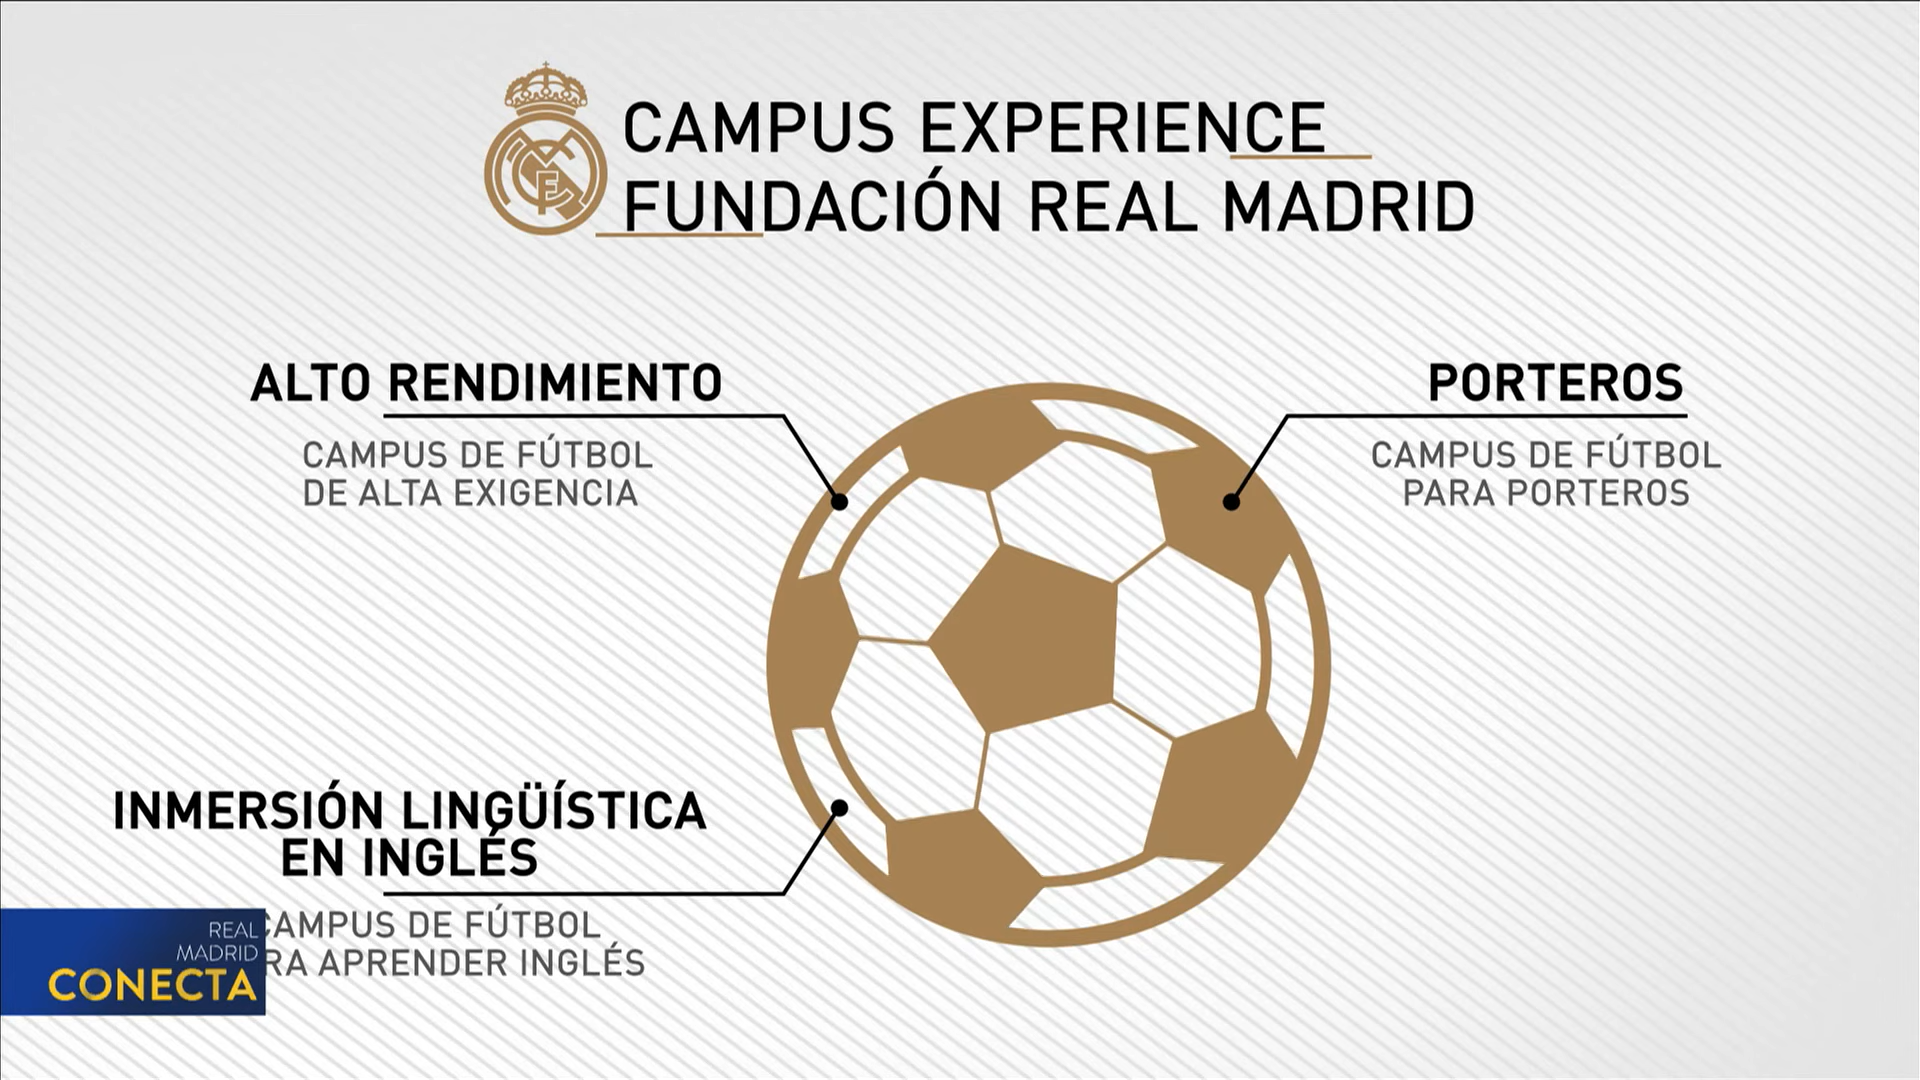 CAMPUS EXPERIENCE
FUNDACIÓN REAL MADRID
ALTO RENDIMIENTO
CAMPUS DE FÚTBOL
DE ALTA EXIGENCIA
PORTEROS
CAMPUS DE FÚTBOL
PARA PORTEROS
INMERSIÓN LINGÜÍSTICA
EN INGLÉS
CAMPUS DE FÚTBOL
RA APRENDER INGLÉS
REAL
MADRID
CONECTA